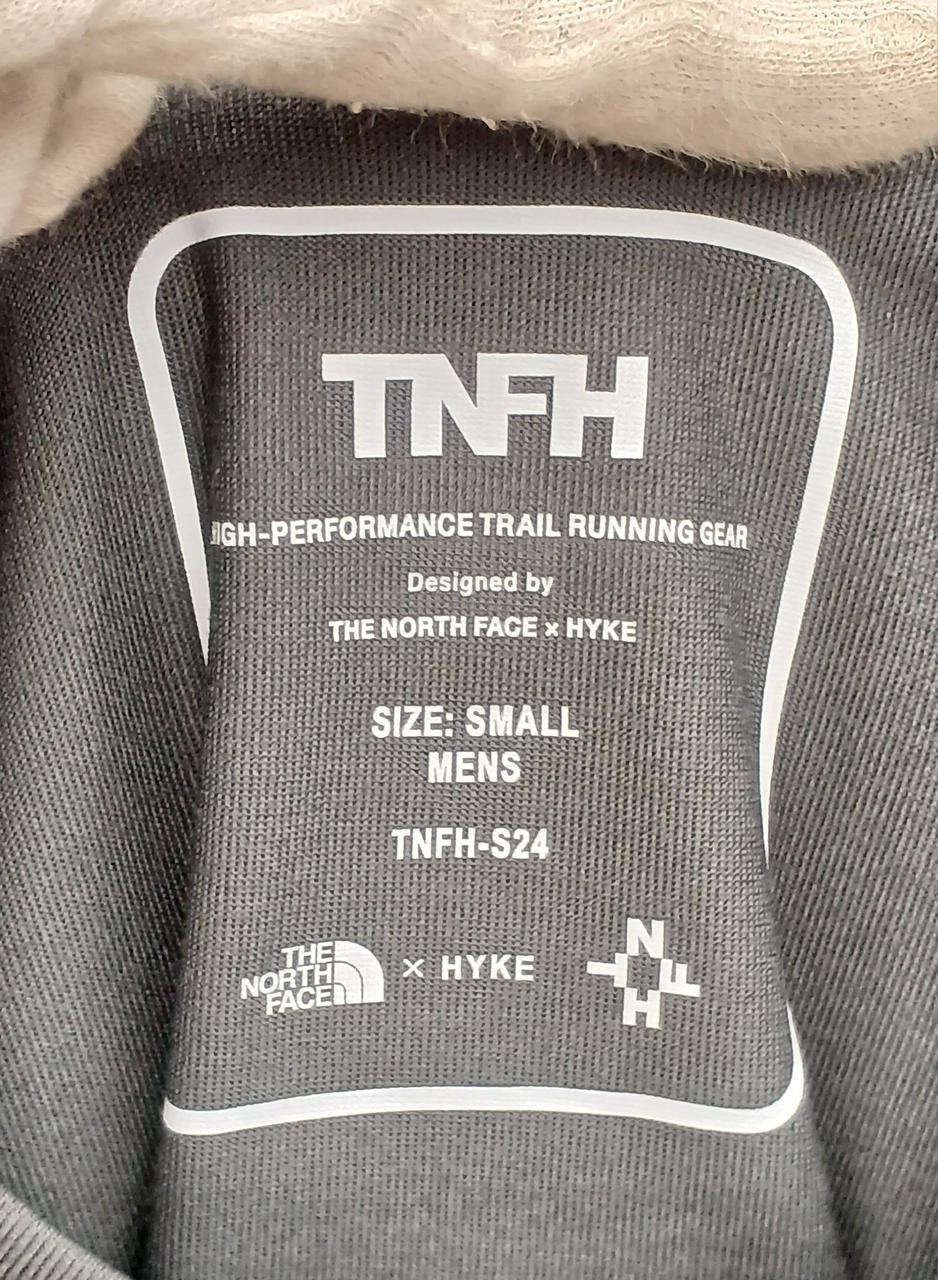 TNFH
HIGH-PERFORMANCE TRAIL RUNNING GEAR
Designed by
THE NORTH FACE x HYKE
SIZE: SMALL
MENS
TNFH-S24
THE
NORTH
FACE
× HYKE
N
T F
H